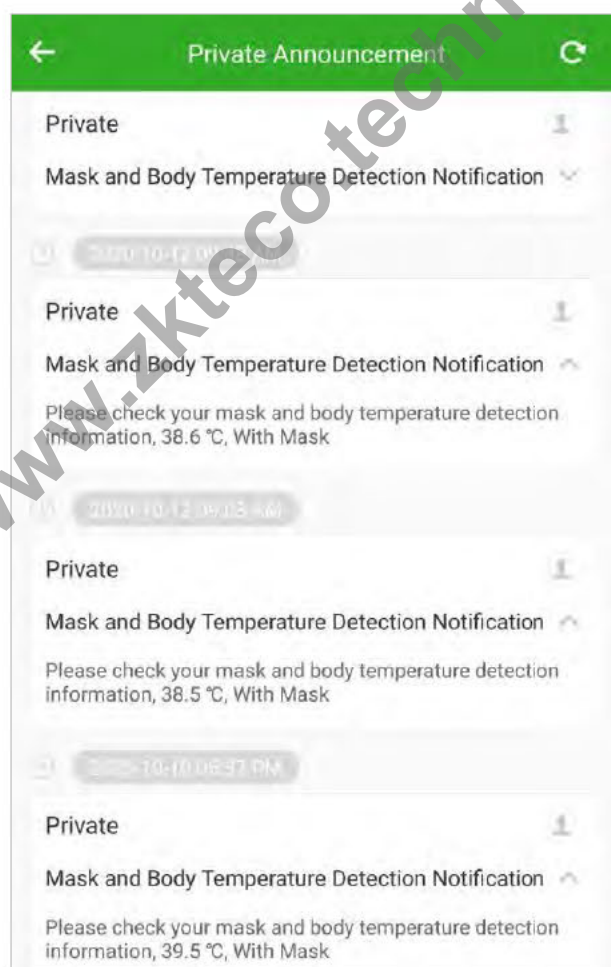 Private Announcement
Private
Mask and Body Temperature Detection Notification
Private
Mask and Body Temperature Detection Notification
Please check your mask and body temperature detection
information, 38.6 ℃, With Mask
Private
Mask and Body Temperature Detection Notification
Please check your mask and body temperature detection
information, 38.5 ℃, With Mask
Private
Mask and Body Temperature Detection Notification
Please check your mask and body temperature detection
information, 39.5 ℃, With Mask